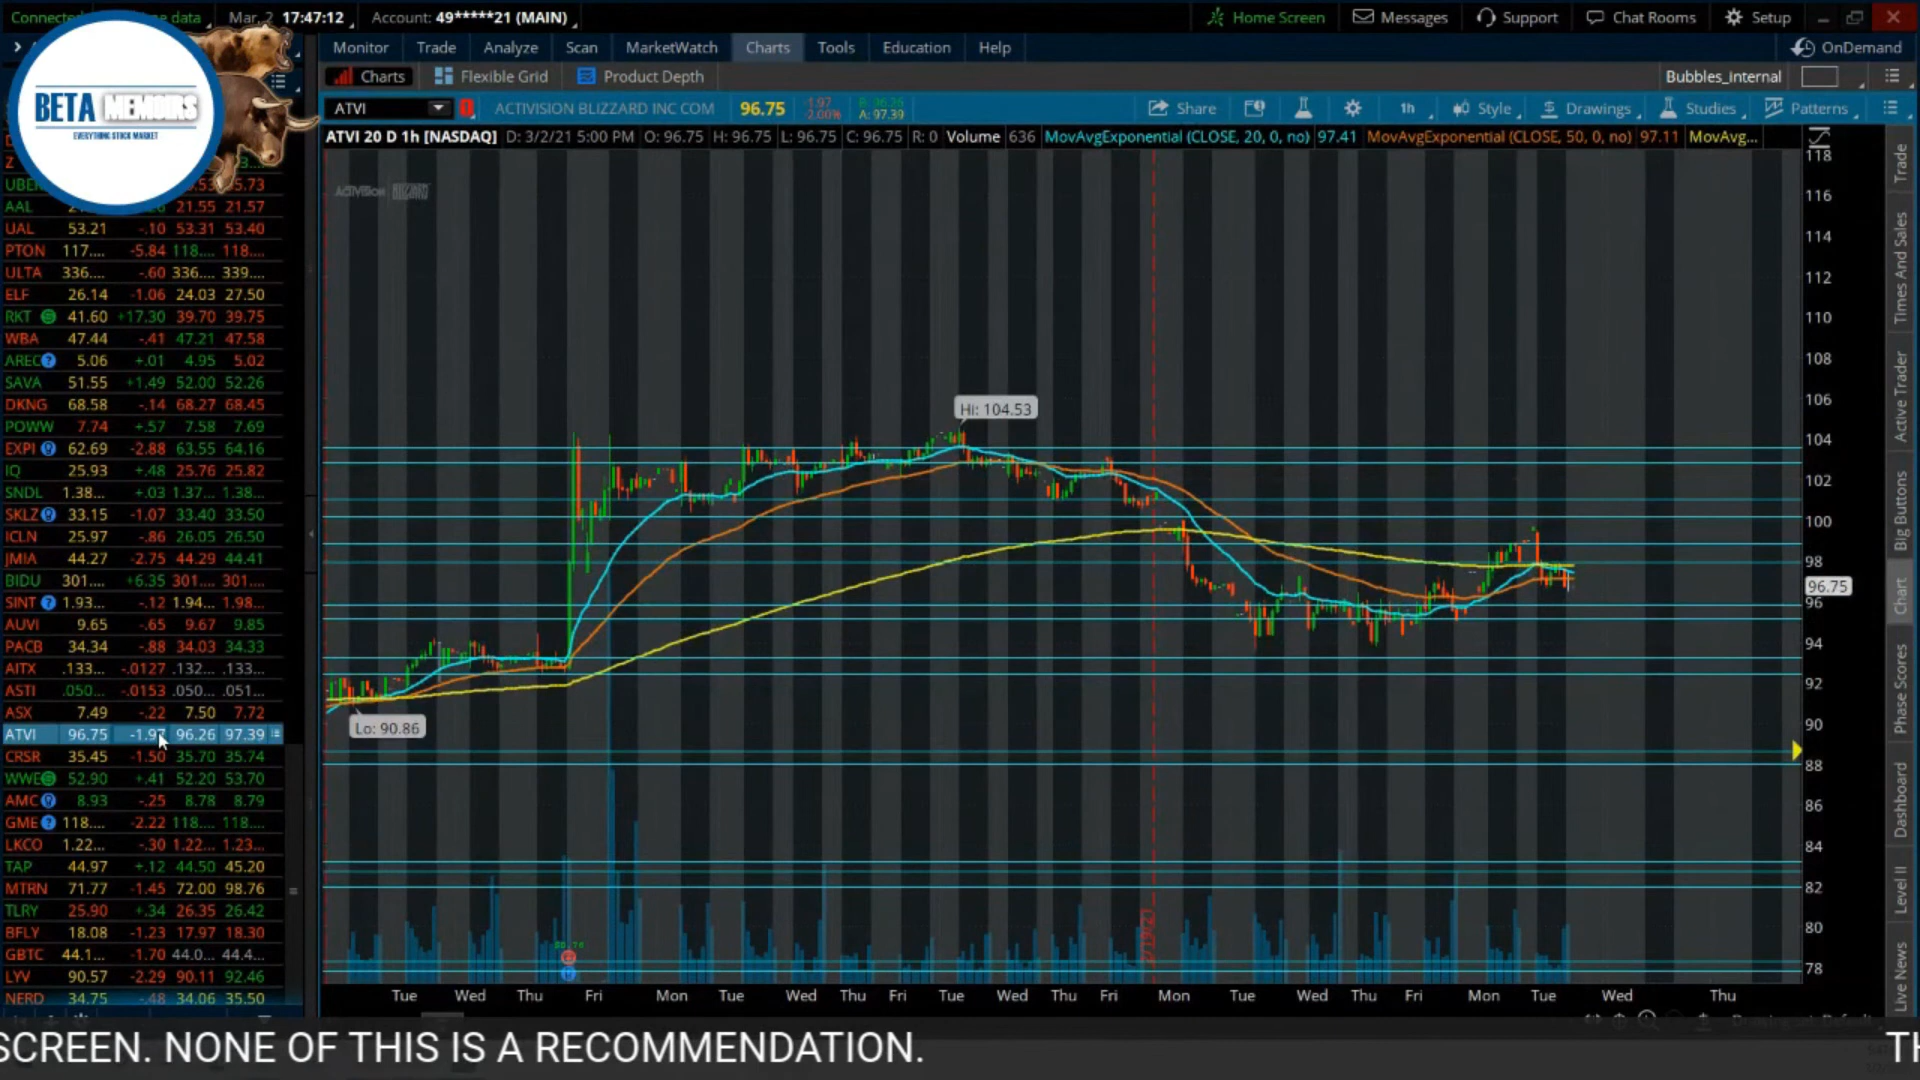 Connected
data
Mar, 2 17:47:12
Account: 49*****21 (MAIN)
Home Screen
Messages
Support
Chat Rooms
Setup
Monitor Trade Analyze Scan MarketWatch Charts Tools Education Help
OnDemand
Charts Flexible Grid Product Depth
Bubbles_internal
BETA MEMOIRS
EVERYTHING STOCK MARKET
ATVI
ACTIVISION BLIZZARD INC COM 96.75 -1.97 -2.00% B: 96.26 A: 97.39
Share 1h Style Drawings Studies Patterns
ATVI 20 D 1h [NASDAQ] D: 3/2/21 5:00 PM O: 96.75 H: 96.75 L: 96.75 C: 96.75 R: 0 Volume 636 MovAvgExponential (CLOSE, 20, 0, no) 97.41 MovAvgExponential (CLOSE, 50, 0, no) 97.11 MovAvg...
ACTIVISION BLIZZARD
UBER 5.73
AAL 21.55 21.57
UAL 53.21 -.10 53.31 53.40
PTON 117.... -5.84 118.... 118....
ULTA 336.... -.60 336.... 339....
ELF 26.14 -1.06 24.03 27.50
RKT 41.60 +17.30 39.70 39.75
WBA 47.44 -.41 47.21 47.58
AREC 5.06 +.01 4.95 5.02
SAVA 51.55 +1.49 52.00 52.26
DKNG 68.58 -.14 68.27 68.45
POWW 7.74 +.57 7.58 7.69
EXPI 62.69 -2.88 63.55 64.16
IQ 25.93 +.48 25.76 25.82
SNDL 1.38... +.03 1.37... 1.38...
SKLZ 33.15 -1.07 33.40 33.50
ICLN 25.97 -.86 26.05 26.50
JMIA 44.27 -2.75 44.29 44.41
BIDU 301.... +6.35 301.... 301....
SINT 1.93... -.12 1.94... 1.98...
AUVI 9.65 -.65 9.67 9.85
PACB 34.34 -.88 34.03 34.33
AITX .133... -.0127 .132... .133...
ASTI .050... -.0153 .050... .051...
ASX 7.49 -.22 7.50 7.72
ATVI 96.75 -1.97 96.26 97.39
CRSR 35.45 -1.50 35.70 35.74
WWE 52.90 +.41 52.20 53.70
AMC 8.93 -.25 8.78 8.79
GME 118.... -2.22 118.... 118....
LKCO 1.22... -.30 1.22... 1.23...
TAP 44.97 +.12 44.50 45.20
MTRN 71.77 -1.45 72.00 98.76
TLRY 25.90 +.34 26.35 26.42
BFLY 18.08 -1.23 17.97 18.30
GBTC 44.1... -1.70 44.0... 44.4...
LYV 90.57 -2.29 90.11 92.46
NERD 34.75 -.48 34.06 35.50
Hi: 104.53
Lo: 90.86
118
116
114
112
110
108
106
104
102
100
98
96.75
96
94
92
90
88
86
84
82
80
78
Tue Wed Thu Fri Mon Tue Wed Thu Fri Tue Wed Thu Fri Mon Tue Wed Thu Fri Mon Tue Wed Thu
Trade
Times And Sales
Active Trader
Big Buttons
Chart
Phase Scores
Dashboard
Level II
Live News
SCREEN. NONE OF THIS IS A RECOMMENDATION.
TH